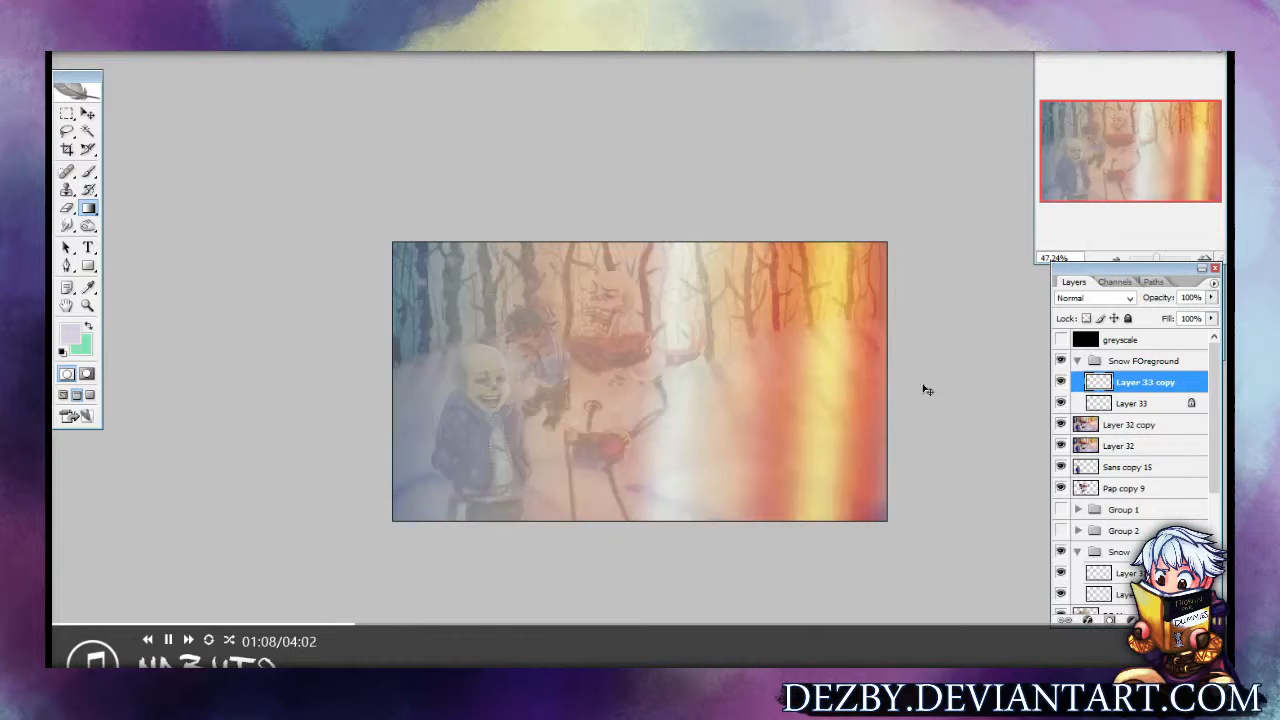 47.24%
Layers Channels Paths
Normal Opacity: 100%
Lock: Fill: 100%
greyscale
Snow FOreground
Layer 33 copy
Layer 33
Layer 32 copy
Layer 32
Sans copy 15
Pap copy 9
Group 1
Group 2
Snow
T
01:08/04:02
NARUTO
DUMMIES
DEZBY.DEVIANTART.COM